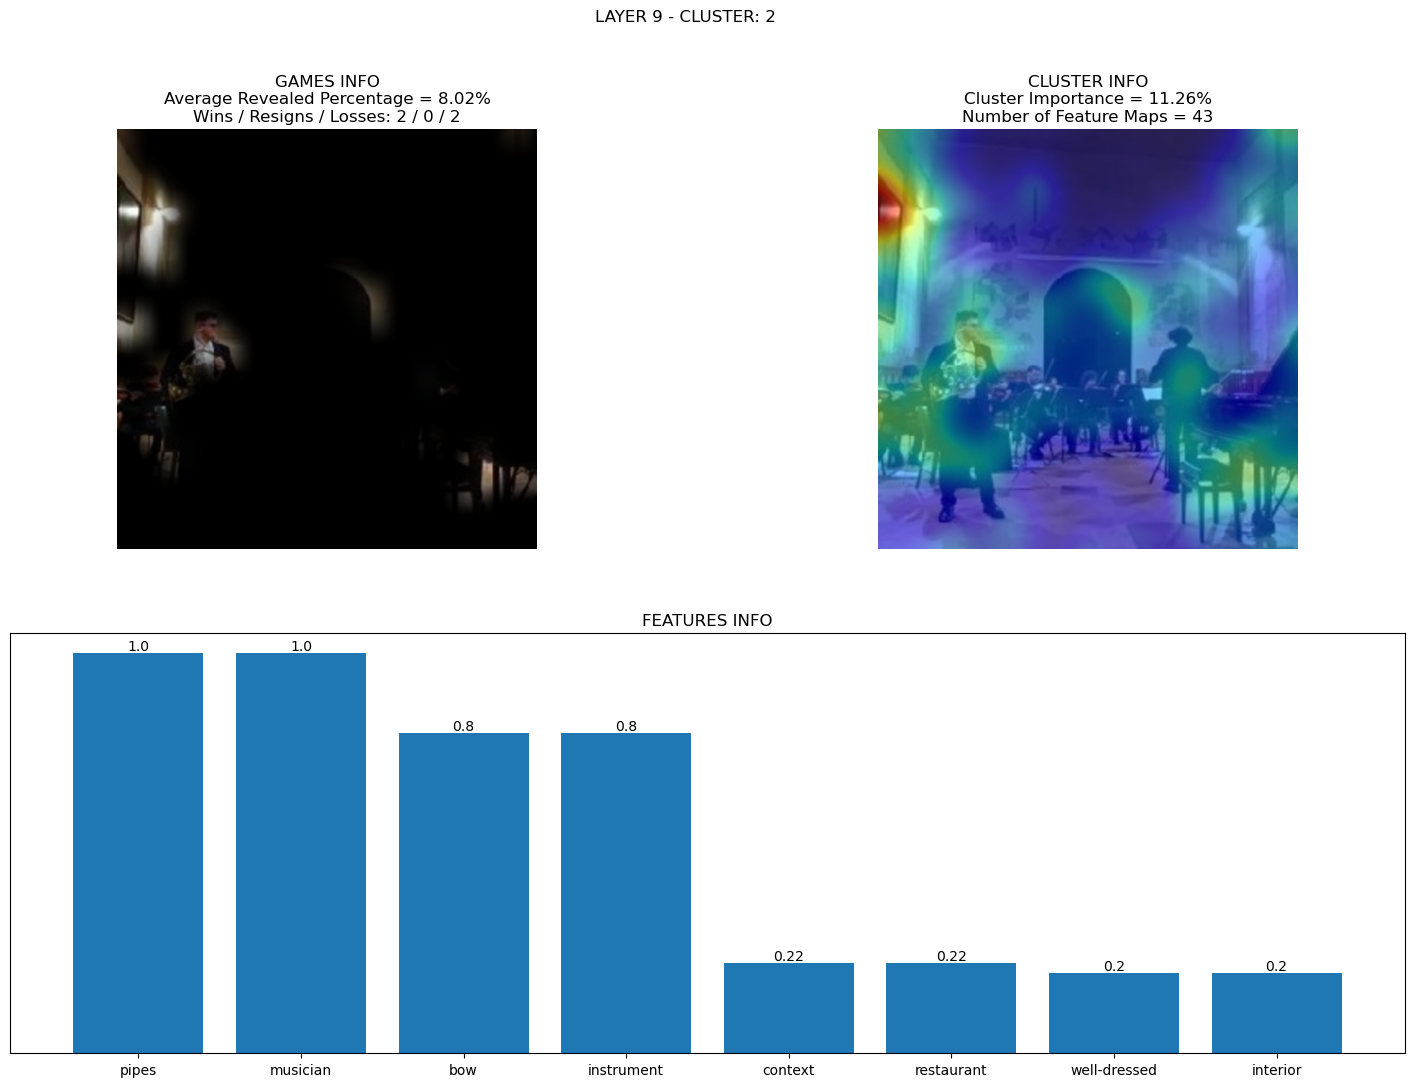 LAYER 9 - CLUSTER: 2
GAMES INFO
Average Revealed Percentage = 8.02%
Wins / Resigns / Losses: 2 / 0 / 2
CLUSTER INFO
Cluster Importance = 11.26%
Number of Feature Maps = 43
FEATURES INFO
1.0 1.0 0.8 0.8 0.22 0.22 0.2 0.2
pipes musician bow instrument context restaurant well-dressed interior